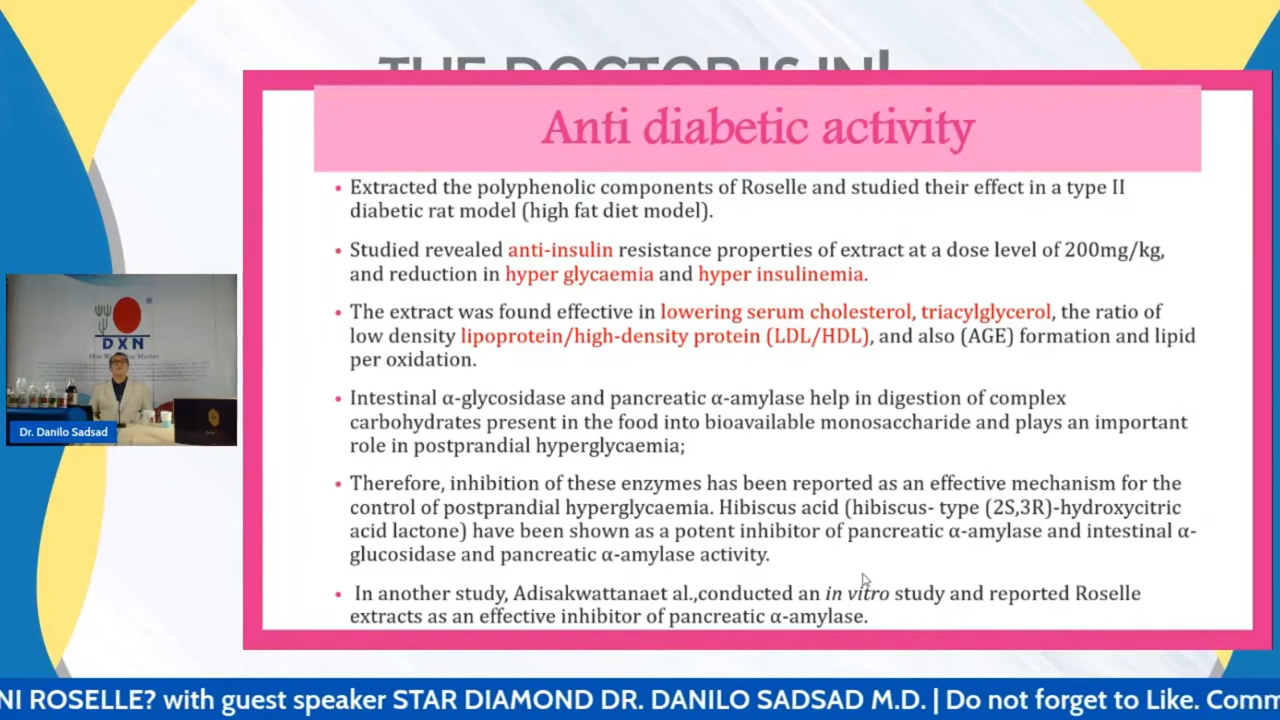 THE DOCTOR IS IN!
Anti diabetic activity
• Extracted the polyphenolic components of Roselle and studied their effect in a type II
diabetic rat model (high fat diet model).
• Studied revealed anti-insulin resistance properties of extract at a dose level of 200mg/kg,
and reduction in hyper glycaemia and hyper insulinemia.
• The extract was found effective in lowering serum cholesterol, triacylglycerol, the ratio of
low density lipoprotein/high-density protein (LDL/HDL), and also (AGE) formation and lipid
per oxidation.
• Intestinal α-glycosidase and pancreatic α-amylase help in digestion of complex
carbohydrates present in the food into bioavailable monosaccharide and plays an important
role in postprandial hyperglycaemia;
• Therefore, inhibition of these enzymes has been reported as an effective mechanism for the
control of postprandial hyperglycaemia. Hibiscus acid (hibiscus- type (2S,3R)-hydroxycitric
acid lactone) have been shown as a potent inhibitor of pancreatic α-amylase and intestinal α-
glucosidase and pancreatic α-amylase activity.
• In another study, Adisakwattanaet al.,conducted an in vitro study and reported Roselle
extracts as an effective inhibitor of pancreatic α-amylase.
DXN
Dr. Danilo Sadsad
NI ROSELLE? with guest speaker STAR DIAMOND DR. DANILO SADSAD M.D. | Do not forget to Like. Comm